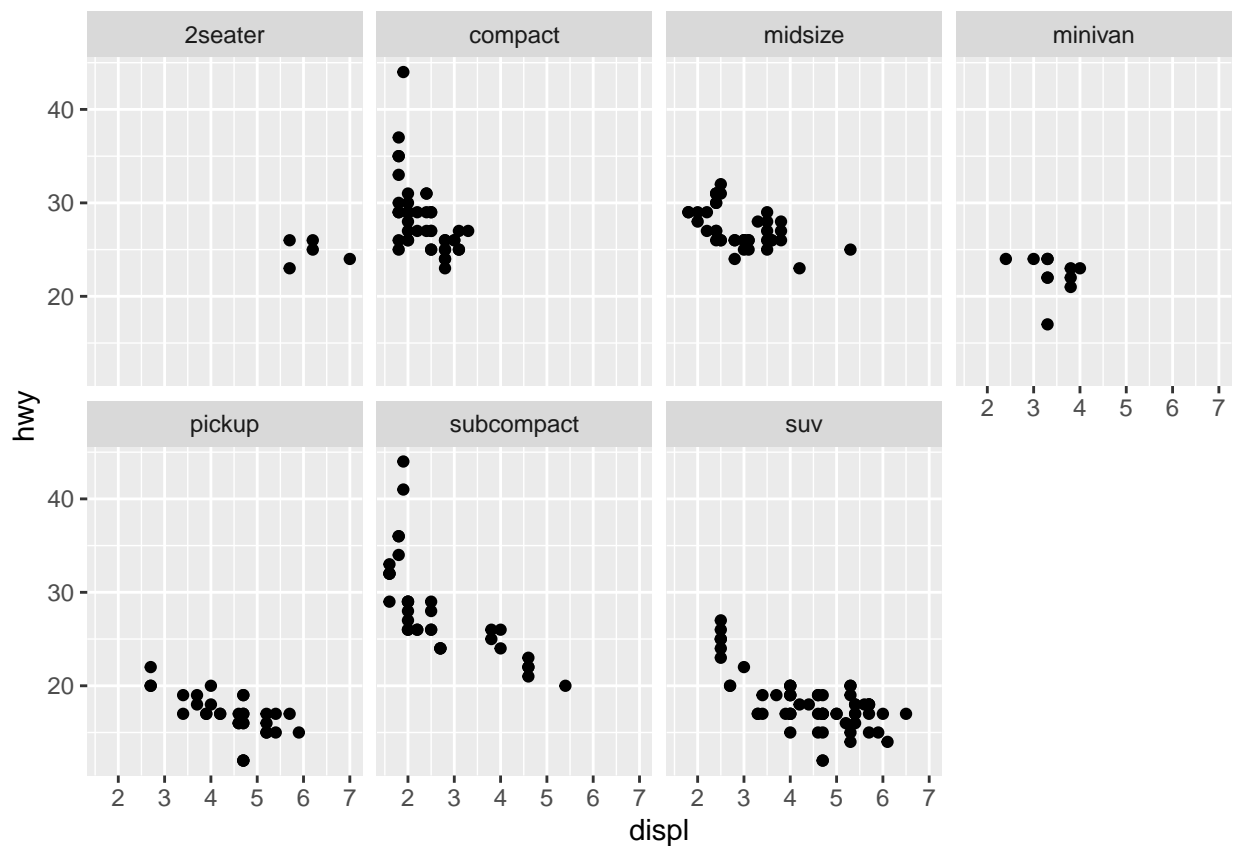 2seater compact midsize minivan
40
30
20
2 3 4 5 6 7
hwy
pickup subcompact suv
40
30
20
2 3 4 5 6 7 2 3 4 5 6 7 2 3 4 5 6 7
displ